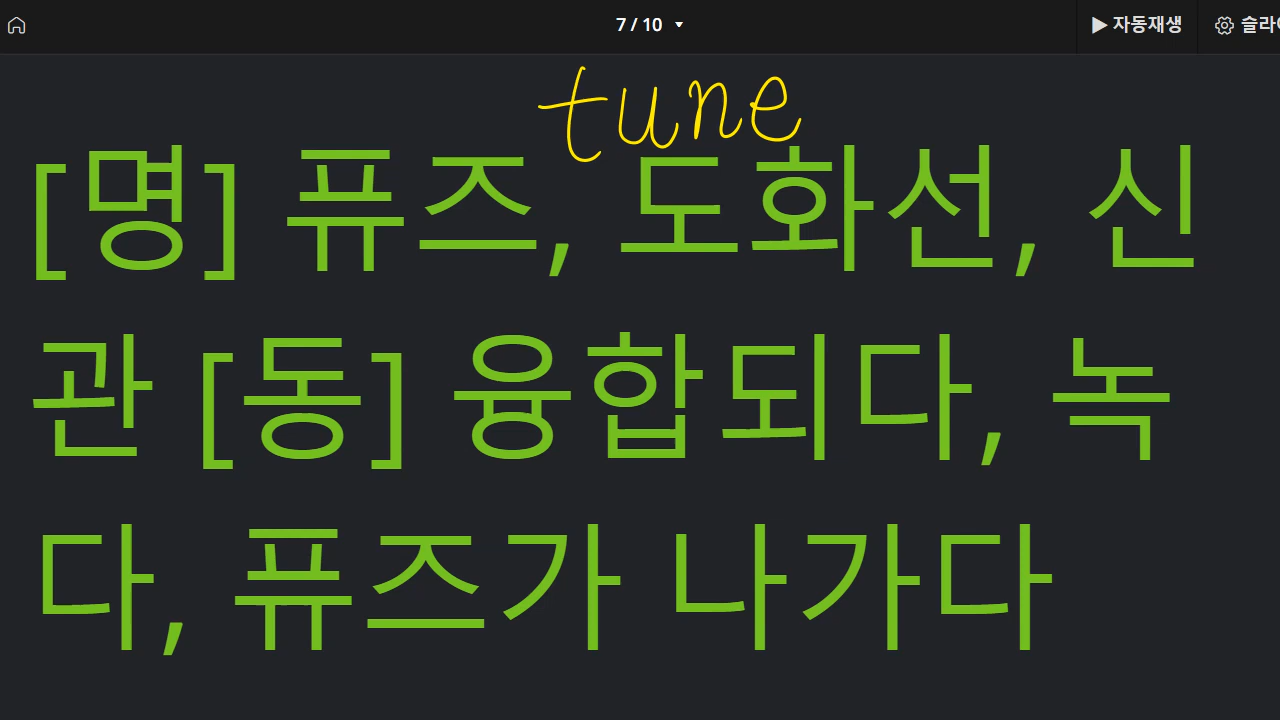 7 / 10
자동재생
tune
[명] 퓨즈, 도화선, 신
관 [동] 융합되다, 녹
다, 퓨즈가 나가다